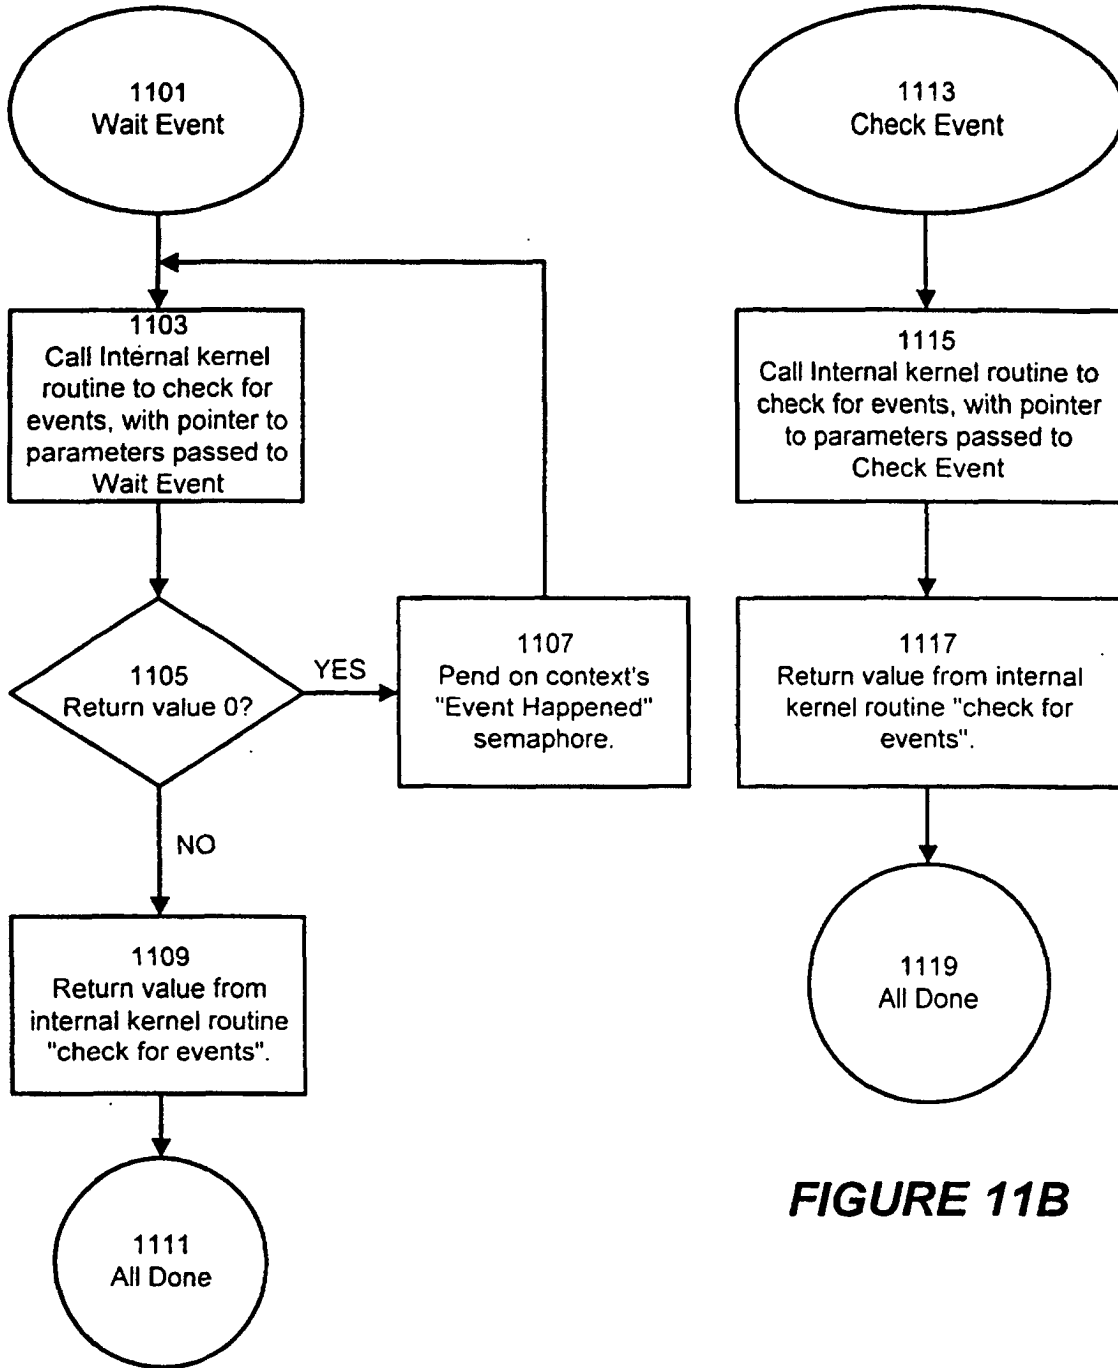 1101
Wait Event
1103
Call Internal kernel
routine to check for
events, with pointer to
parameters passed to
Wait Event
1105
Return value 0?
YES
1107
Pend on context's
"Event Happened"
semaphore.
NO
1109
Return value from
internal kernel routine
"check for events".
1111
All Done
1113
Check Event
1115
Call Internal kernel routine to
check for events, with pointer
to parameters passed to
Check Event
1117
Return value from internal
kernel routine "check for
events".
1119
All Done
FIGURE 11B